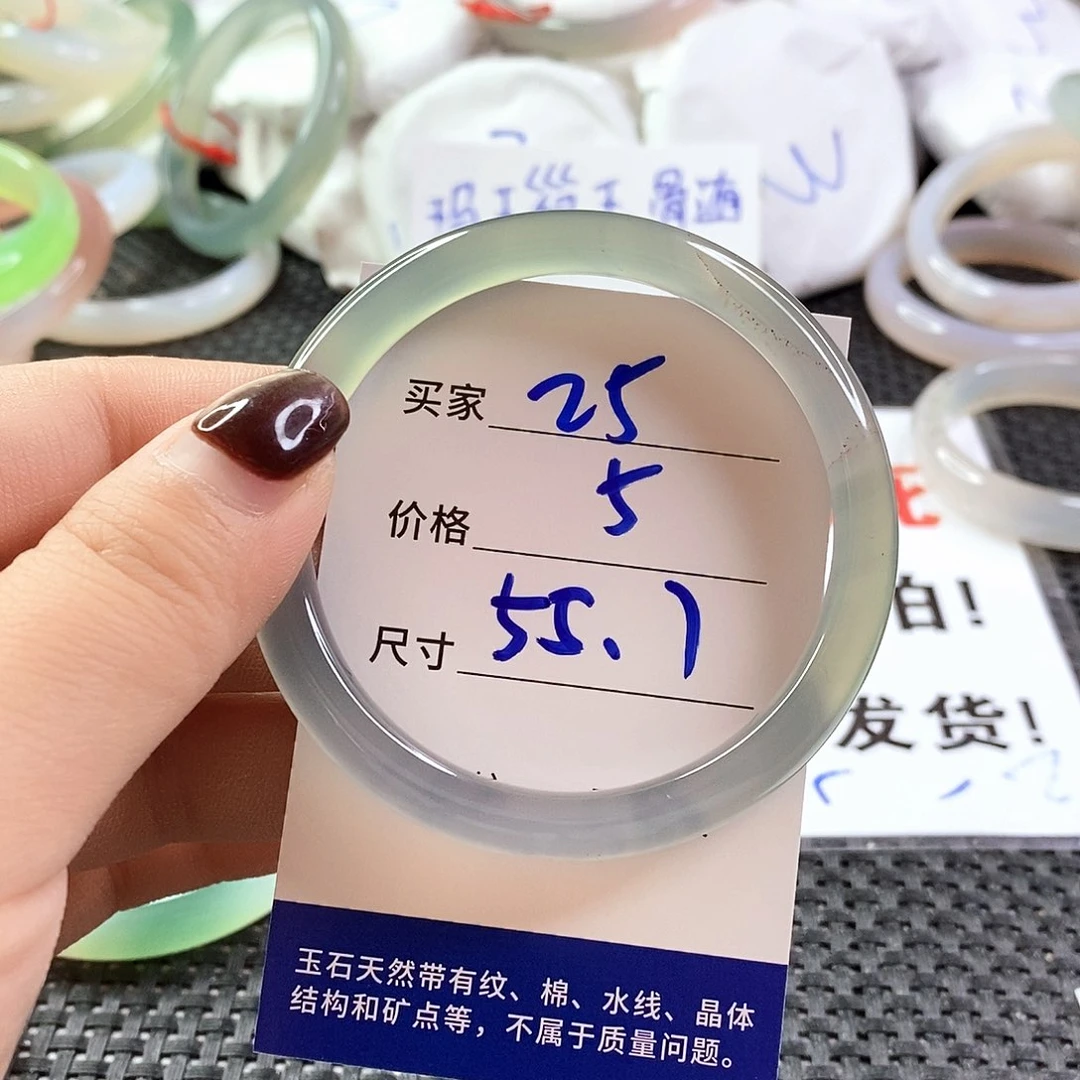 买家 25
价格 5
尺寸 55.1
玉石天然带有纹、棉、水线、晶体
结构和矿点等，不属于质量问题。
拍！
发货！